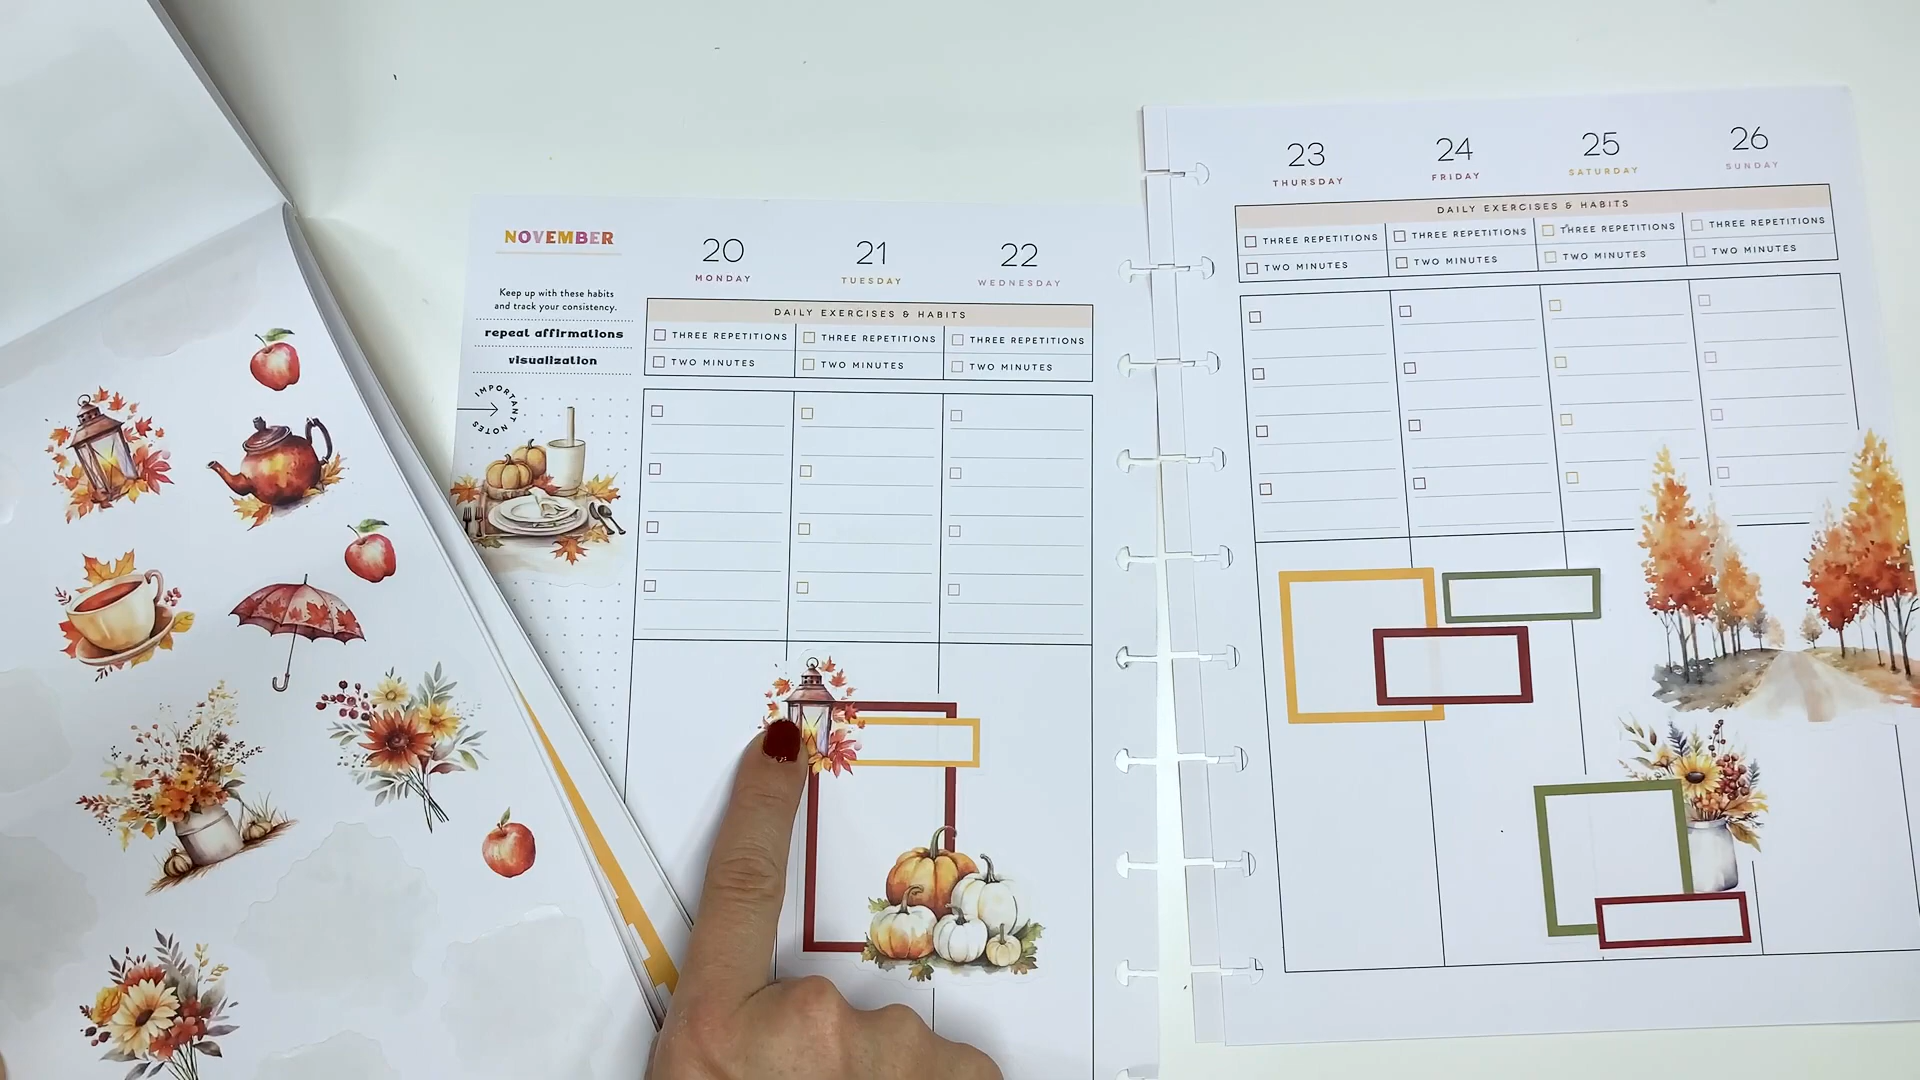 NOVEMBER
Keep up with these habits
and track your consistency.
repeal affirmations
visualization
IMPORTANT NOTES
20 21 22
MONDAY TUESDAY WEDNESDAY
DAILY EXERCISES & HABITS
THREE REPETITIONS THREE REPETITIONS THREE REPETITIONS
TWO MINUTES TWO MINUTES TWO MINUTES
23 24 25 26
THURSDAY FRIDAY SATURDAY SUNDAY
DAILY EXERCISES & HABITS
THREE REPETITIONS THREE REPETITIONS THREE REPETITIONS THREE REPETITIONS
TWO MINUTES TWO MINUTES TWO MINUTES TWO MINUTES